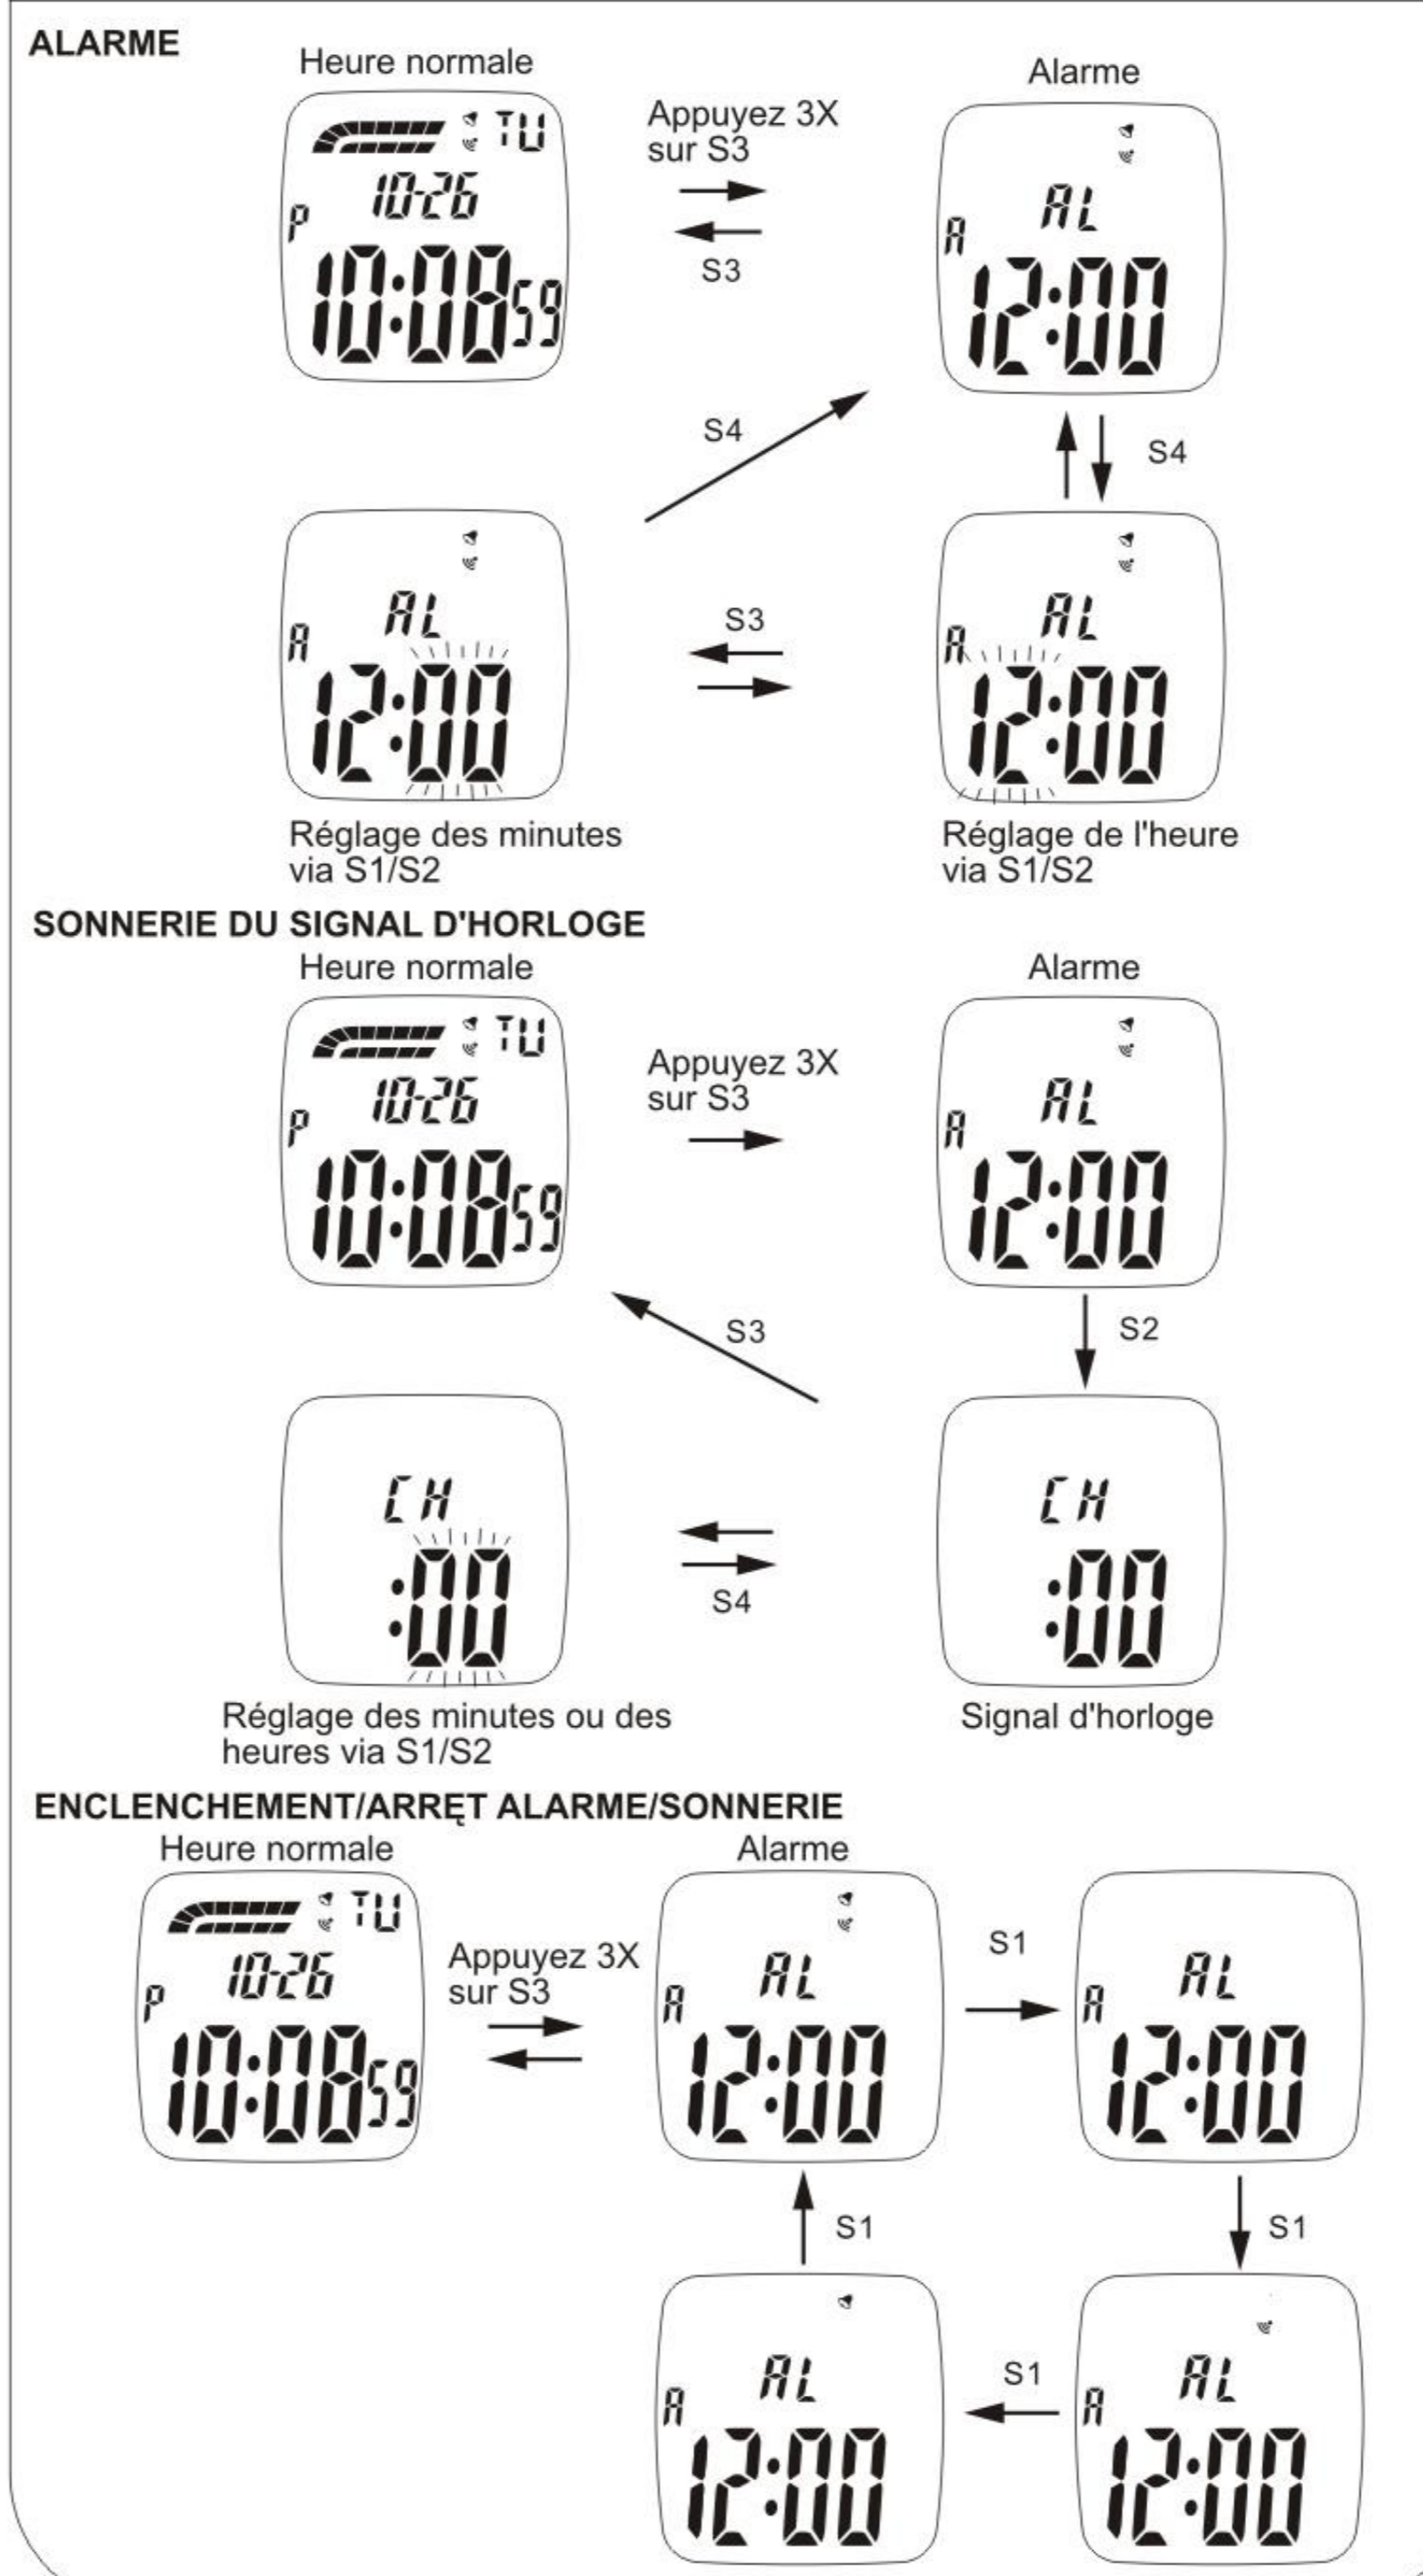 ALARME
Heure normale
Alarme
Appuyez 3X
sur S3
S3
TU
10-26
P
10:08 59
AL
A
12:00
S4
S4
AL
A
12:00
S3
AL
A
12:00
Réglage des minutes
via S1/S2
Réglage de l'heure
via S1/S2
SONNERIE DU SIGNAL D'HORLOGE
Heure normale
Alarme
TU
10-26
P
10:08 59
Appuyez 3X
sur S3
AL
A
12:00
S3
S2
CH
:00
S4
CH
:00
Réglage des minutes ou des
heures via S1/S2
Signal d'horloge
ENCLENCHEMENT/ARRĘT ALARME/SONNERIE
Heure normale
Alarme
TU
10-26
P
10:08 59
Appuyez 3X
sur S3
AL
A
12:00
S1
AL
A
12:00
S1
S1
AL
A
12:00
S1
AL
A
12:00